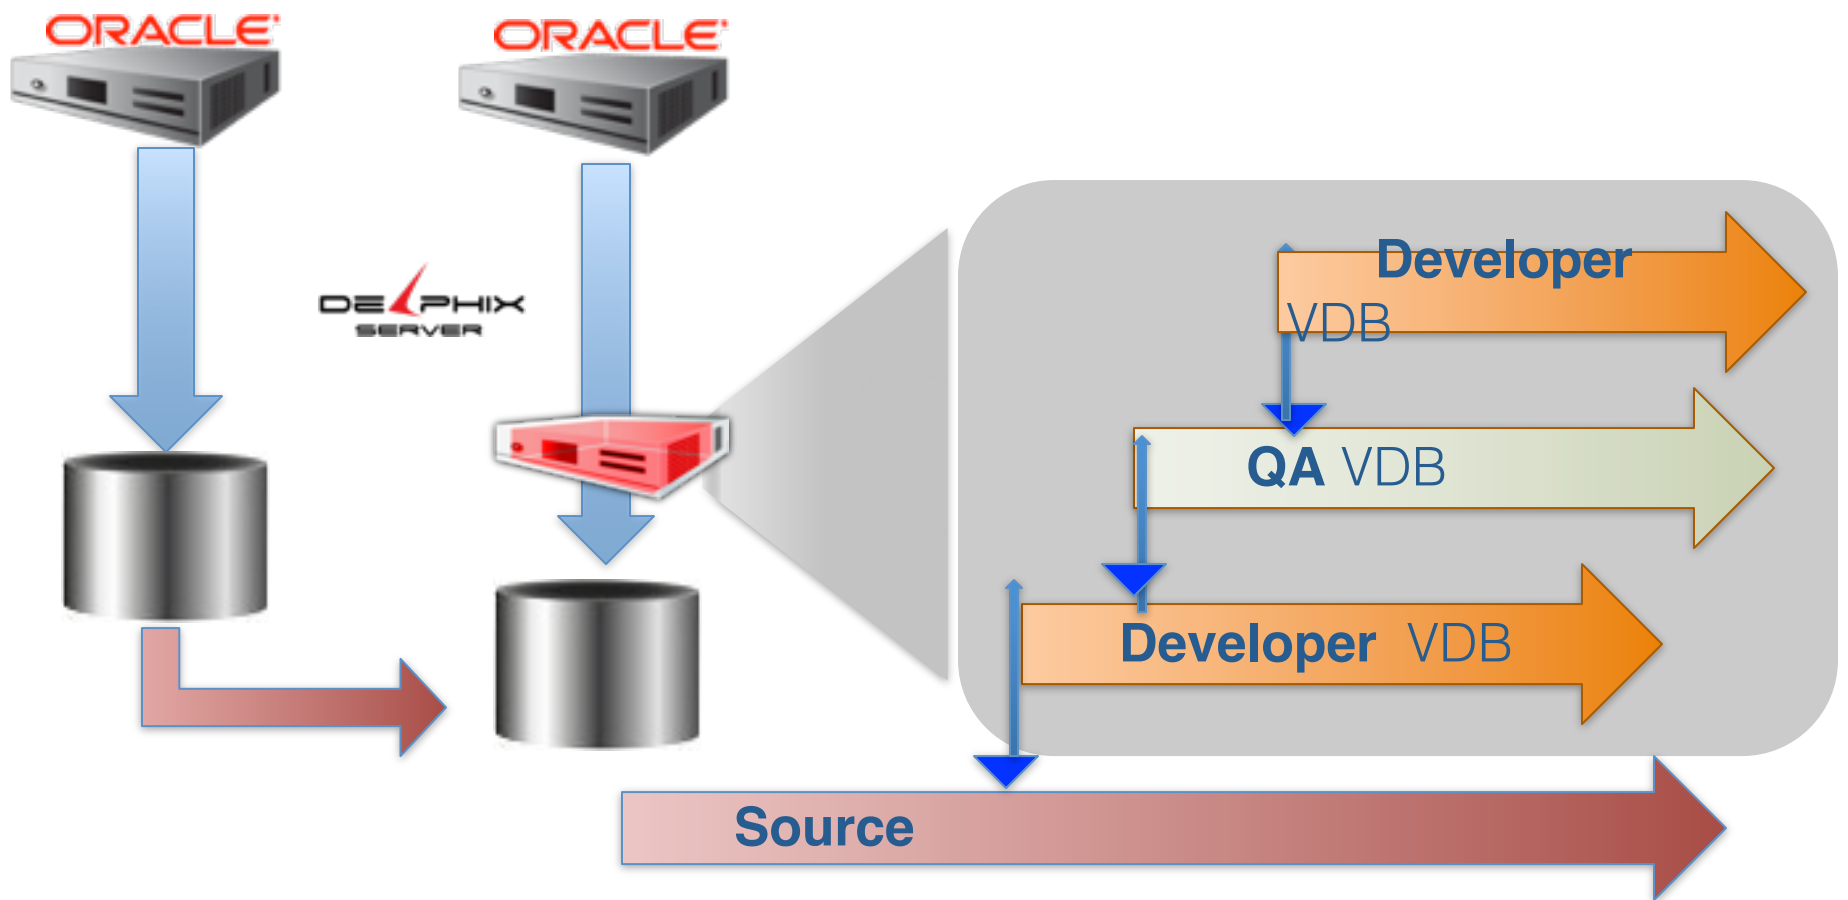 ORACLE
ORACLE
DELPHIX
SERVER
Developer
VDB
QA VDB
Developer VDB
Source